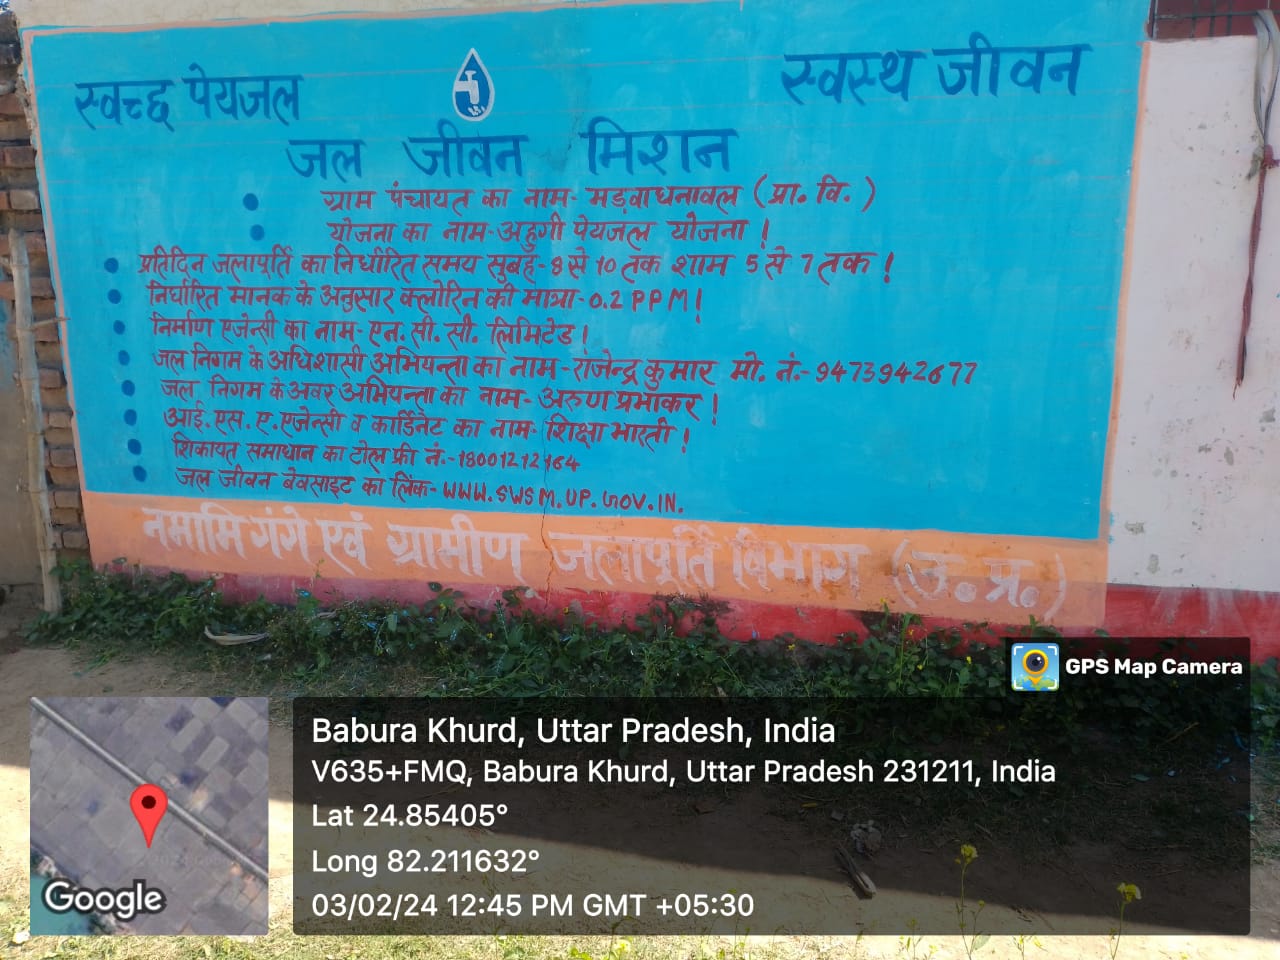 स्वच्छ पेयजल
स्वस्थ जीवन
जल जीवन मिशन
ग्राम पंचायत का नाम- मड़वाधनावल (प्रा. वि.)
योजना का नाम- अहुगी पेयजल योजना !
प्रतिदिन जलापूर्ति का निर्धारित समय सुबह- 8 से 10 तक शाम 5 से 7 तक !
निर्धारित मानक के अनुसार क्लोरिन की मात्रा- 0.2 PPM!
निर्माण एजेन्सी का नाम- एन. सी. सी. लिमिटेड !
जल निगम के अधिशासी अभियन्ता का नाम- राजेन्द्र कुमार मो. नं:- 9473942677
जल निगम के अवर अभियन्ता का नाम- अरुण प्रभाकर !
आई. एस. ए. एजेन्सी व कार्डिनेट का नाम- शिक्षा भारती !
शिकायत समाधान का टोल फ्री नं.- 18001212164
जल जीवन बेवसाइट का लिंक- WWW.SWSM.UP.GOV.IN.
नमामि गंगे एवं ग्रामीण जलापूर्ति विभाग (उ. प्र.)
GPS Map Camera
Babura Khurd, Uttar Pradesh, India
V635+FMQ, Babura Khurd, Uttar Pradesh 231211, India
Lat 24.85405°
Long 82.211632°
03/02/24 12:45 PM GMT +05:30
Google